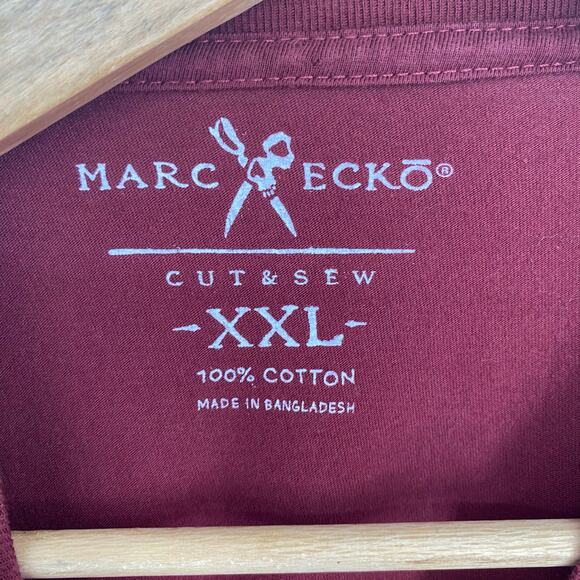 MARC ECKŌ®
CUT & SEW
-XXL-
100% COTTON
MADE IN BANGLADESH